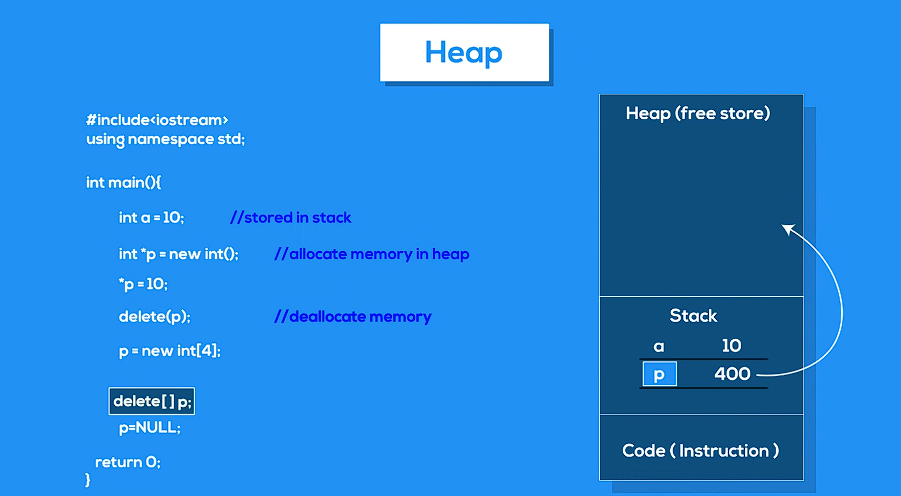 Heap
#include<iostream>
using namespace std;
int main(){
int a = 10; //stored in stack
int *p = new int(); //allocate memory in heap
*p = 10;
delete(p); //deallocate memory
p = new int[4];
delete[ ] p;
p=NULL;
return 0;
}
Heap (free store)
Stack
a 10
p 400
Code ( Instruction )